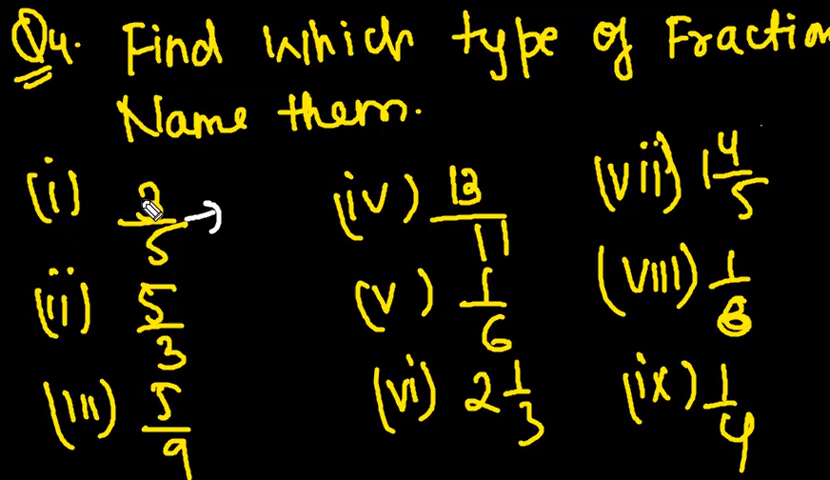 Q4. Find Which type of Fraction
Name them.
(i) 2/5 →
(ii) 5/3
(iii) 5/9
(iv) 13/11
(v) 1/6
(vi) 2 1/3
(vii) 1 4/5
(viii) 1/8
(ix) 1/4